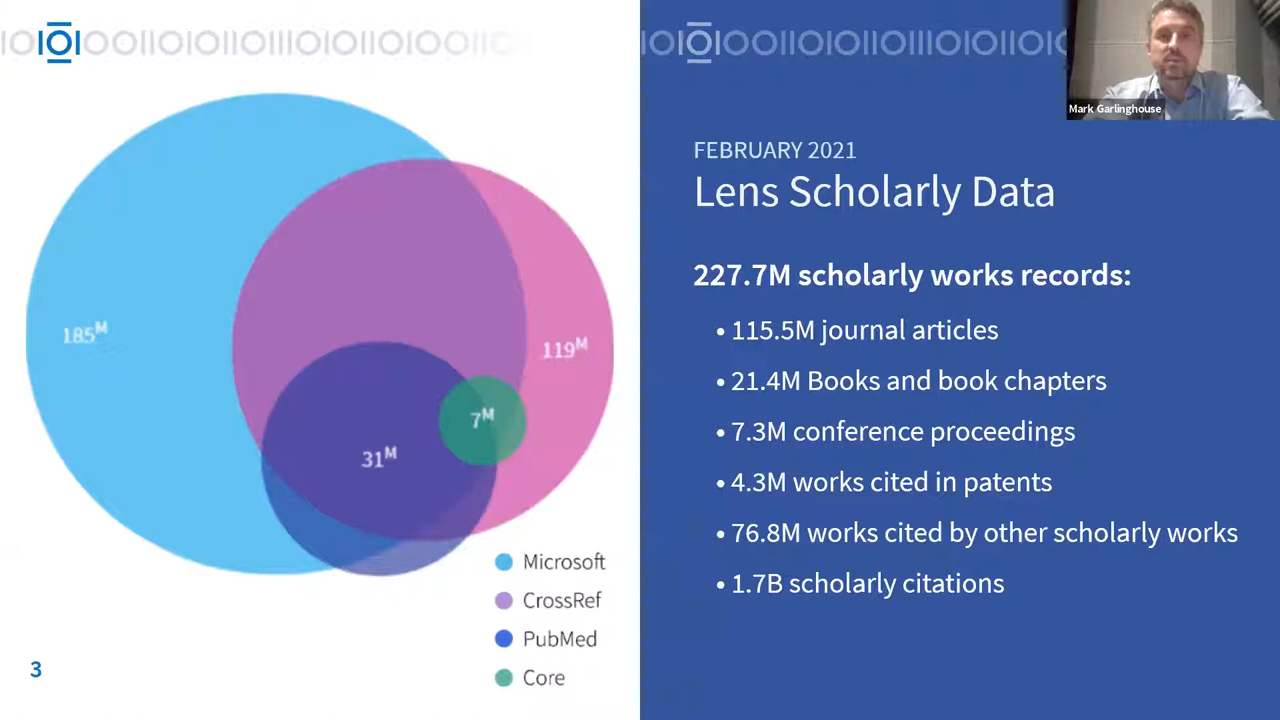 185M
119M
7M
31M
Microsoft
CrossRef
PubMed
Core
3
Mark Garlinghouse
FEBRUARY 2021
Lens Scholarly Data
227.7M scholarly works records:
• 115.5M journal articles
• 21.4M Books and book chapters
• 7.3M conference proceedings
• 4.3M works cited in patents
• 76.8M works cited by other scholarly works
• 1.7B scholarly citations